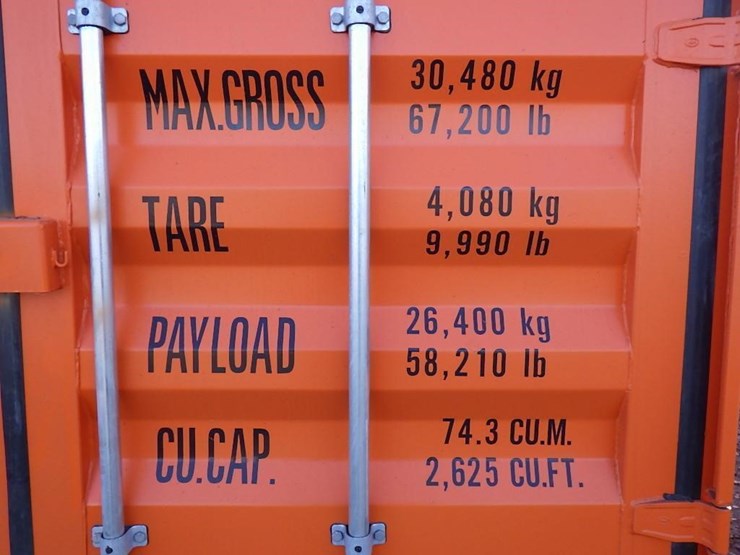 MAX.GROSS 30,480 kg
67,200 lb
TARE 4,080 kg
9,990 lb
PAYLOAD 26,400 kg
58,210 lb
CU.CAP. 74.3 CU.M.
2,625 CU.FT.